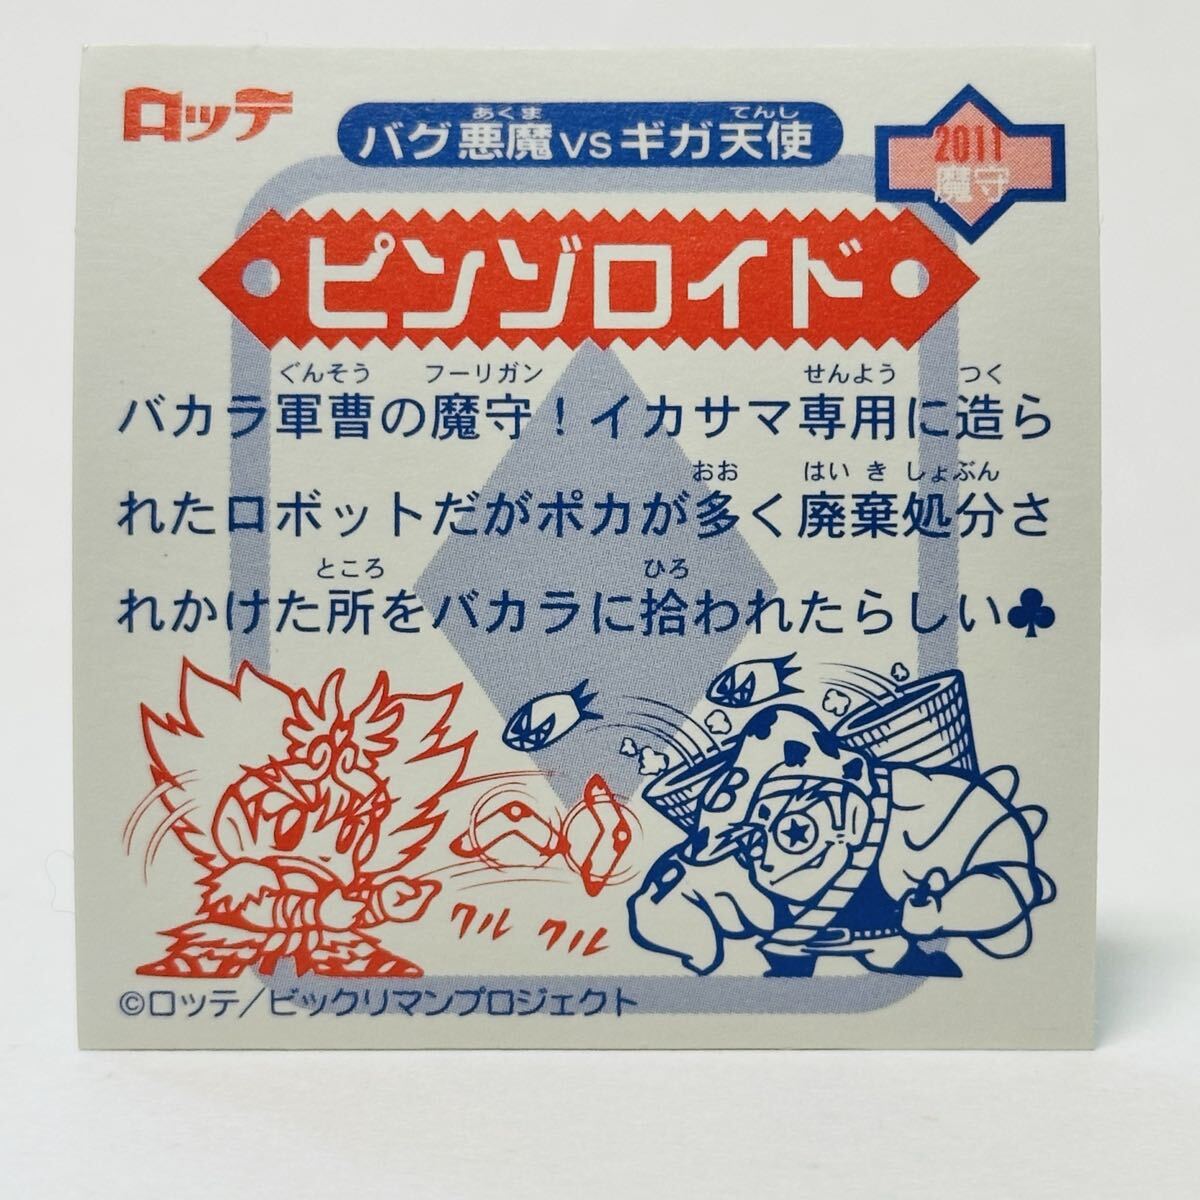 ロッテ
あくま てんし
バグ悪魔vsギガ天使
2011
魔守
ピンゾロイド
ぐんそう フーリガン せんよう つく
バカラ軍曹の魔守！イカサマ専用に造ら
おお はいき しょぶん
れたロボットだがポカが多く廃棄処分さ
ところ ひろ
れかけた所をバカラに拾われたらしい♣
クル クル
©ロッテ/ビックリマンプロジェクト